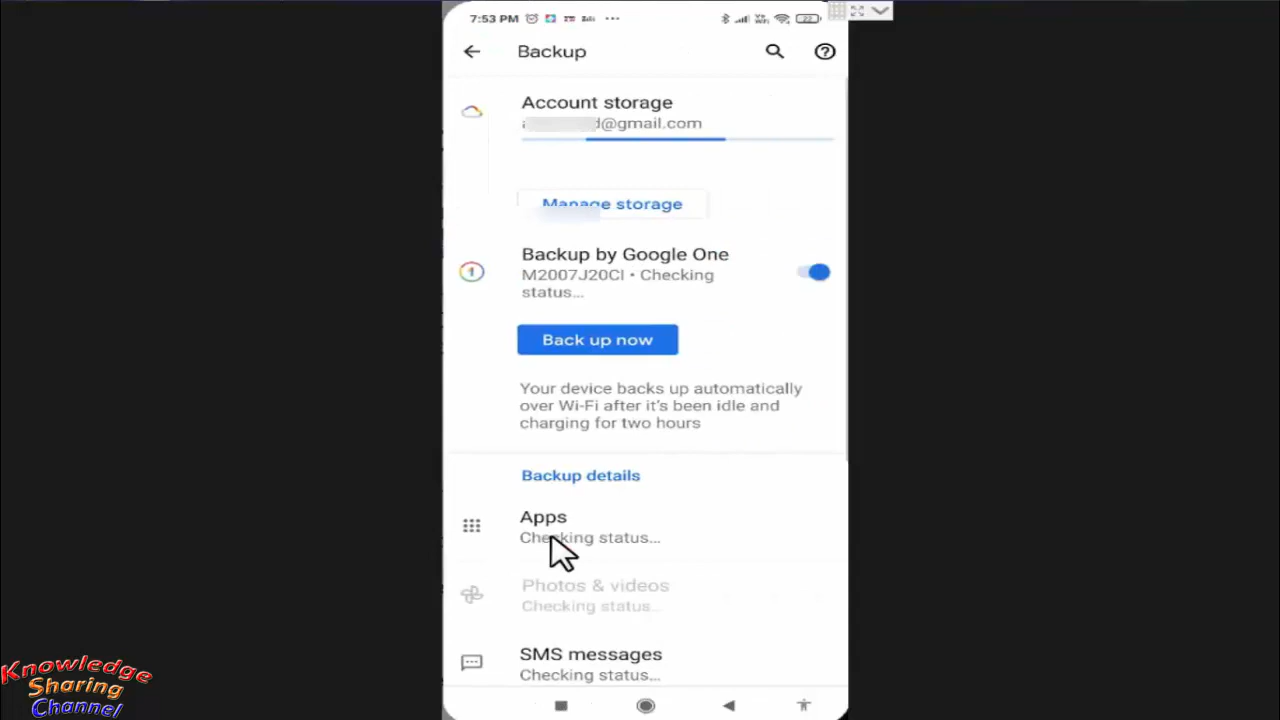 7:53 PM
22
Backup
Account storage
d@gmail.com
Manage storage
Backup by Google One
M2007J20CI • Checking
status...
Back up now
Your device backs up automatically
over Wi-Fi after it's been idle and
charging for two hours
Backup details
Apps
Checking status...
Photos & videos
Checking status...
SMS messages
Checking status...
Knowledge
Sharing
Channel